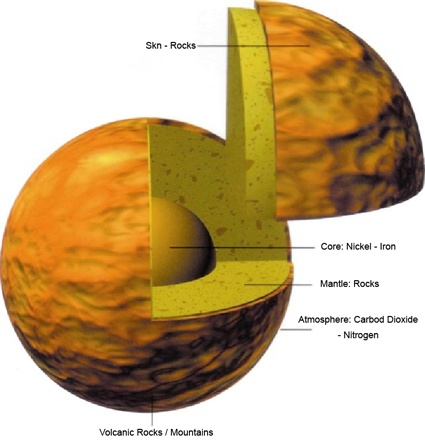 Skn - Rocks
Core: Nickel - Iron
Mantle: Rocks
Atmosphere: Carbod Dioxide
- Nitrogen
Volcanic Rocks / Mountains